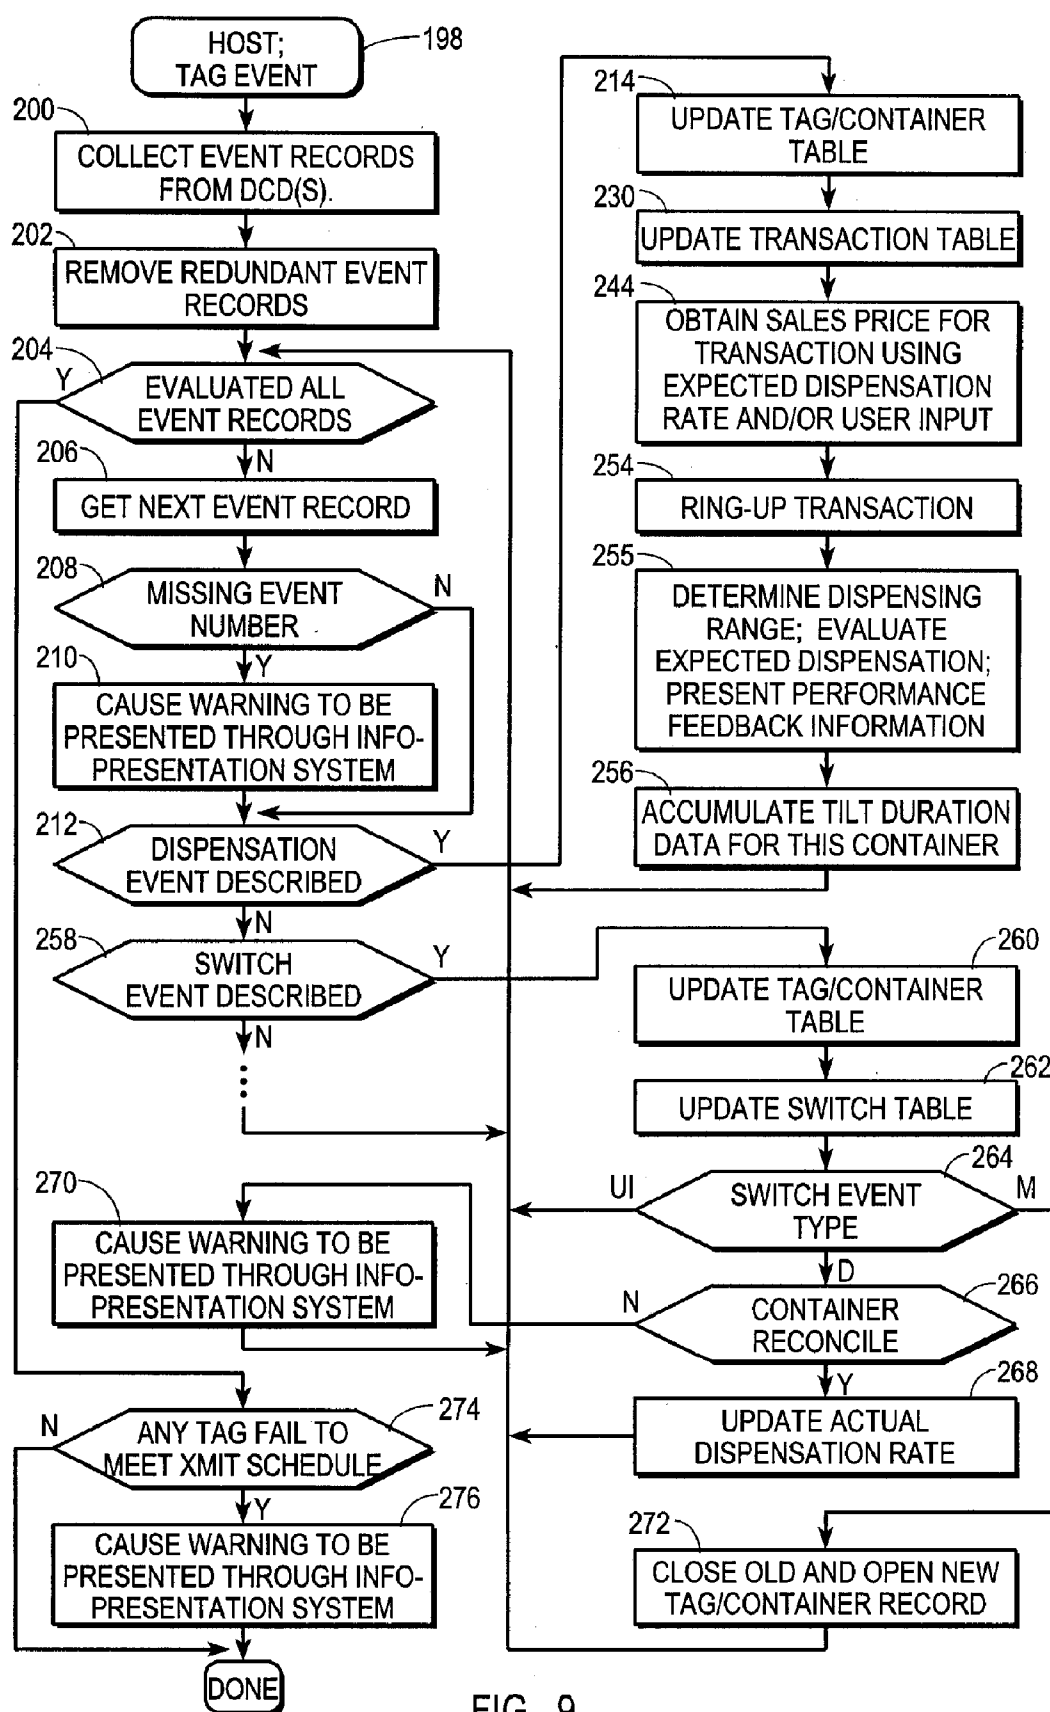 HOST;
TAG EVENT
198
200
COLLECT EVENT RECORDS
FROM DCD(S).
202
REMOVE REDUNDANT EVENT
RECORDS
204
Y
EVALUATED ALL
EVENT RECORDS
N
206
GET NEXT EVENT RECORD
208
MISSING EVENT
NUMBER
N
Y
210
CAUSE WARNING TO BE
PRESENTED THROUGH INFO-
PRESENTATION SYSTEM
212
DISPENSATION
EVENT DESCRIBED
Y
N
258
SWITCH
EVENT DESCRIBED
Y
N
214
UPDATE TAG/CONTAINER
TABLE
230
UPDATE TRANSACTION TABLE
244
OBTAIN SALES PRICE FOR
TRANSACTION USING
EXPECTED DISPENSATION
RATE AND/OR USER INPUT
254
RING-UP TRANSACTION
255
DETERMINE DISPENSING
RANGE; EVALUATE
EXPECTED DISPENSATION;
PRESENT PERFORMANCE
FEEDBACK INFORMATION
256
ACCUMULATE TILT DURATION
DATA FOR THIS CONTAINER
260
UPDATE TAG/CONTAINER
TABLE
262
UPDATE SWITCH TABLE
264
UI
SWITCH EVENT
TYPE
M
D
266
N
CONTAINER
RECONCILE
Y
268
UPDATE ACTUAL
DISPENSATION RATE
270
CAUSE WARNING TO BE
PRESENTED THROUGH INFO-
PRESENTATION SYSTEM
272
CLOSE OLD AND OPEN NEW
TAG/CONTAINER RECORD
274
N
ANY TAG FAIL TO
MEET XMIT SCHEDULE
Y
276
CAUSE WARNING TO BE
PRESENTED THROUGH INFO-
PRESENTATION SYSTEM
DONE
FIG. 9